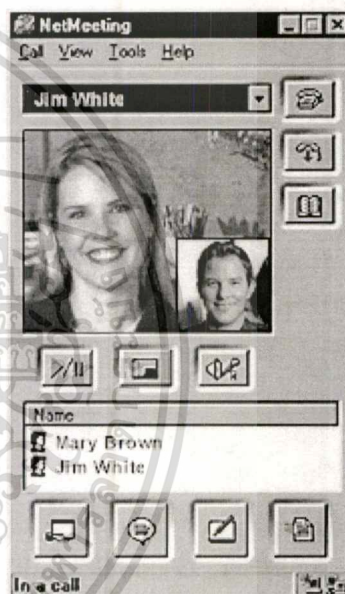 NetMeeting
Call View Tools Help
Jim White
Name
Mary Brown
Jim White
In a call